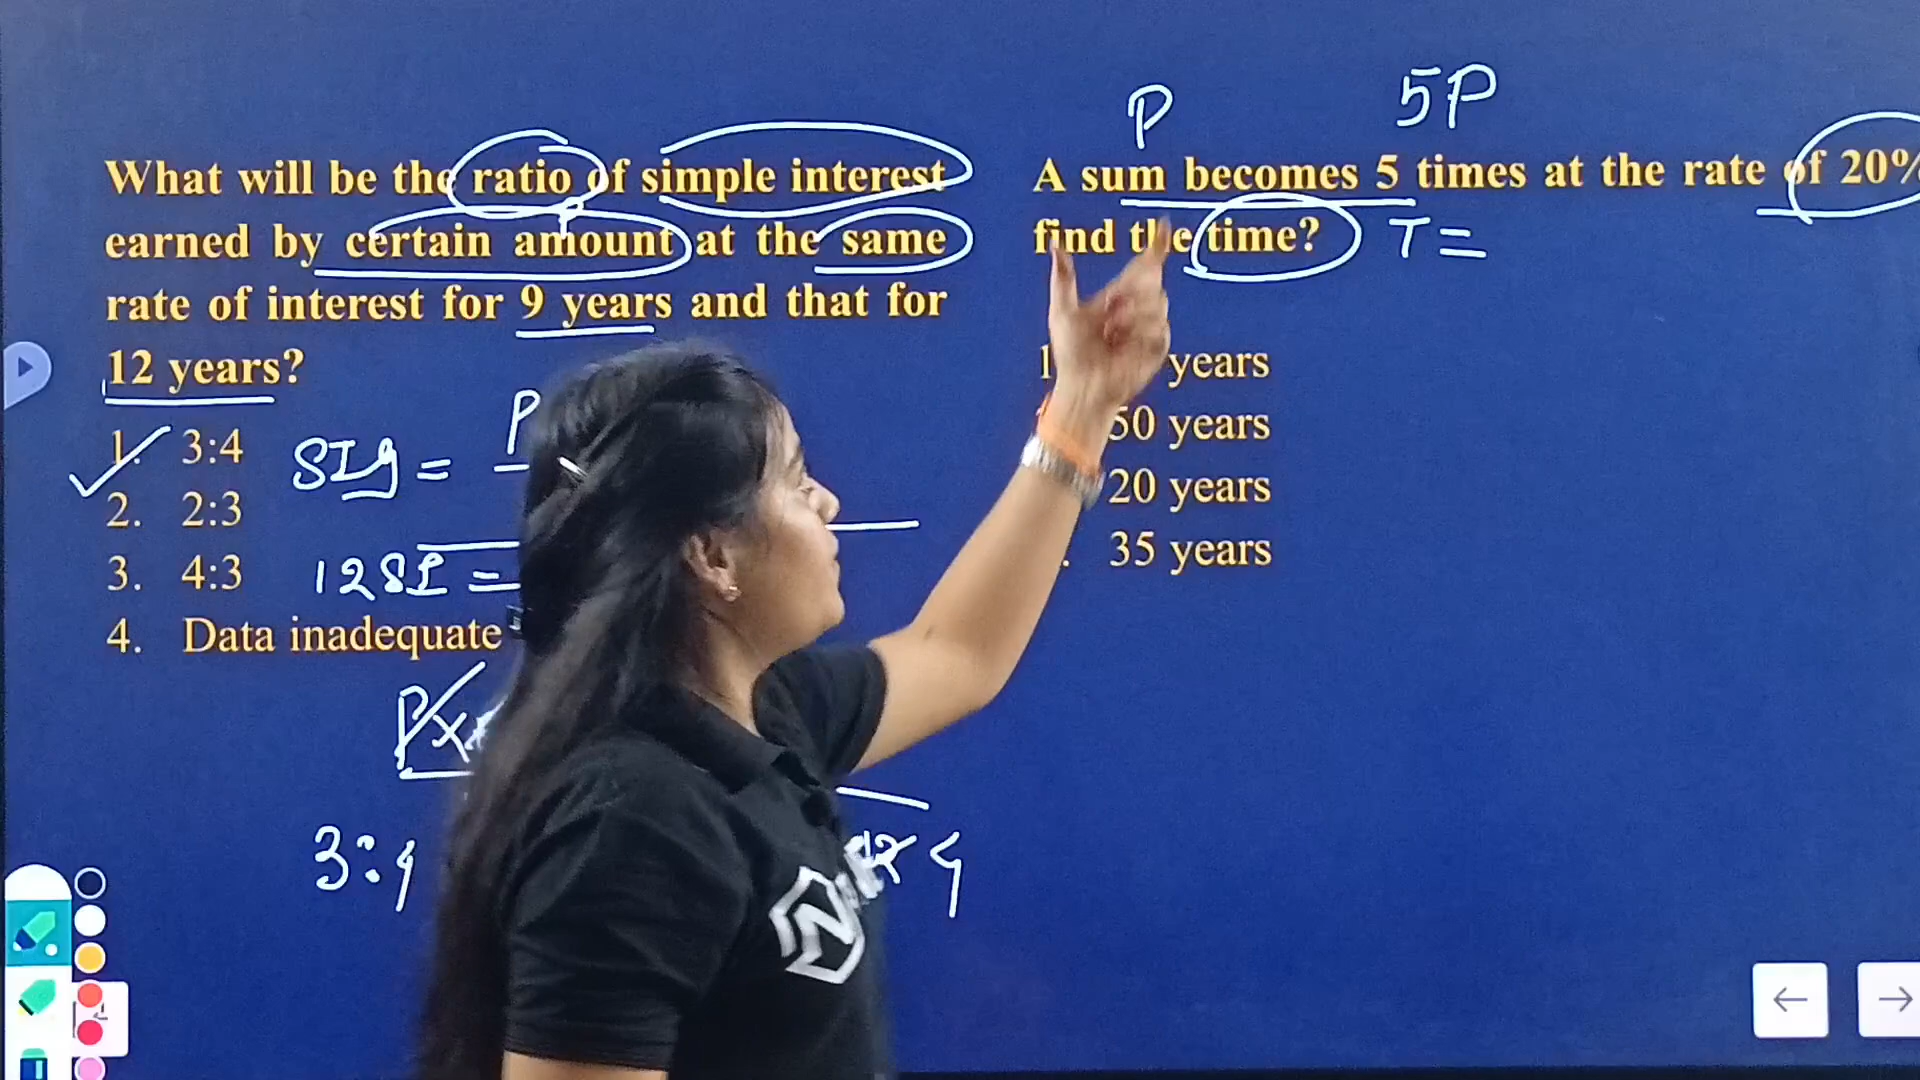 What will be the ratio of simple interest
earned by certain amount at the same
rate of interest for 9 years and that for
12 years?
1. 3:4
2. 2:3
3. 4:3
4. Data inadequate
P
SI9 = P
12SI =
Px
3:4
12 4
P 5P
A sum becomes 5 times at the rate of 20%
find the time? T =
years
50 years
20 years
35 years